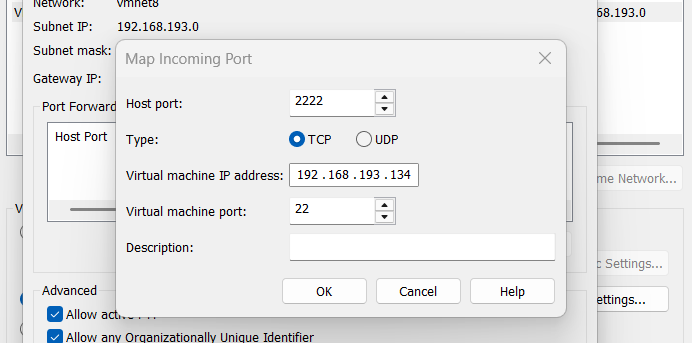 Network: vmnet8
Subnet IP: 192.168.193.0
68.193.0
Subnet mask:
Map Incoming Port
Gateway IP:
Host port: 2222
Port Forward
Host Port
Type: TCP UDP
Virtual machine IP address: 192 . 168 . 193 . 134
me Network...
Virtual machine port: 22
Description:
c Settings...
OK Cancel Help
Advanced
ettings...
Allow active
Allow any Organizationally Unique Identifier